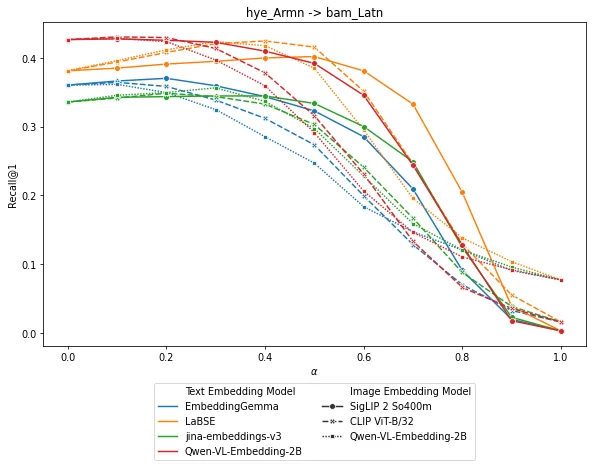 hye_Armn -> bam_Latn
Recall@1
0.4
0.3
0.2
0.1
0.0
0.0
0.2
0.4
0.6
0.8
1.0
α
Text Embedding Model
EmbeddingGemma
LaBSE
jina-embeddings-v3
Qwen-VL-Embedding-2B
Image Embedding Model
SigLIP 2 So400m
CLIP ViT-B/32
Qwen-VL-Embedding-2B